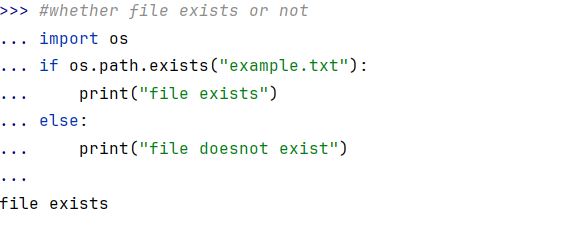 >>> #whether file exists or not
... import os
... if os.path.exists("example.txt"):
...     print("file exists")
... else:
...     print("file doesnot exist")
...
file exists